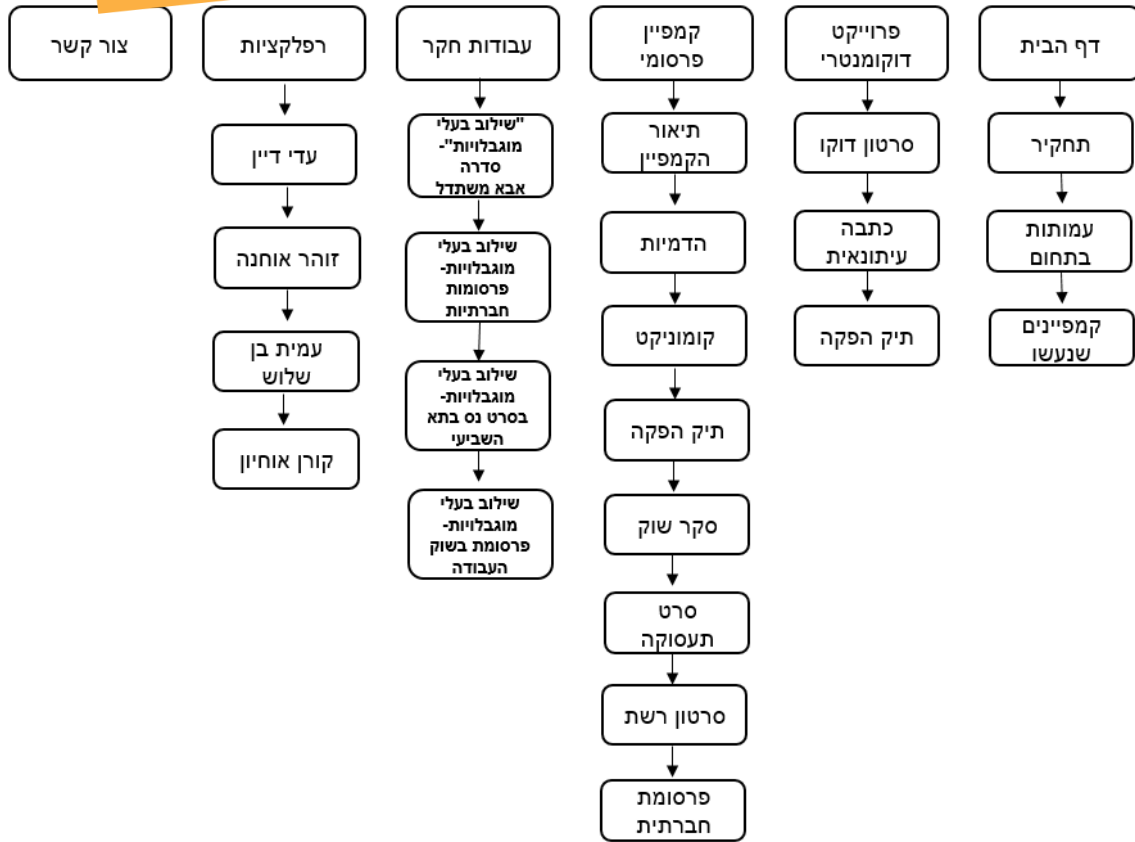 דף הבית
תחקיר
עמותות
בתחום
קמפיינים
שנעשו
פרוייקט
דוקומנטרי
סרטון דוקו
כתבה
עיתונאית
תיק הפקה
קמפיין
פרסומי
תיאור
הקמפיין
הדמיות
קומוניקט
תיק הפקה
סקר שוק
סרט
תעסוקה
סרטון רשת
פרסומת
חברתית
עבודות חקר
"שילוב בעלי
מוגבלויות"-
סדרה
אבא משתדל
שילוב בעלי
מוגבלויות-
פרסומות
חברתיות
שילוב בעלי
מוגבלויות-
בסרט נס בתא
השביעי
שילוב בעלי
מוגבלויות-
פרסומת בשוק
העבודה
רפלקציות
עדי דיין
זוהר אוחנה
עמית בן
שלוש
קורן אוחיון
צור קשר